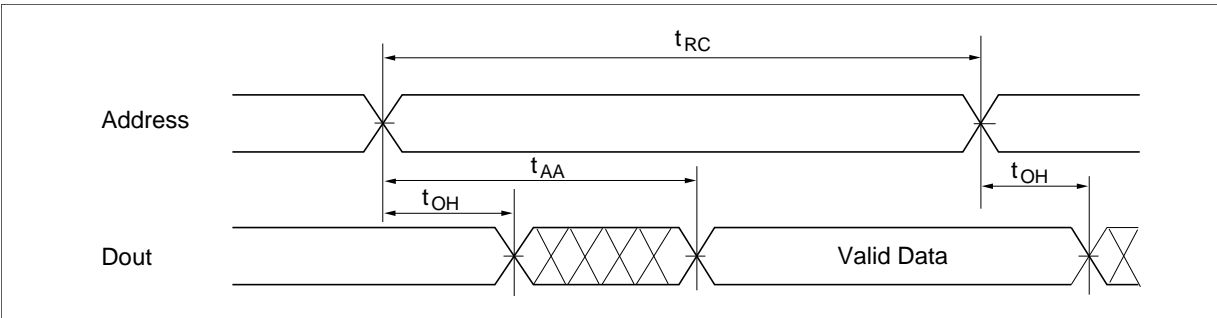 tRC
Address
tAA
tOH
tOH
Dout
Valid Data